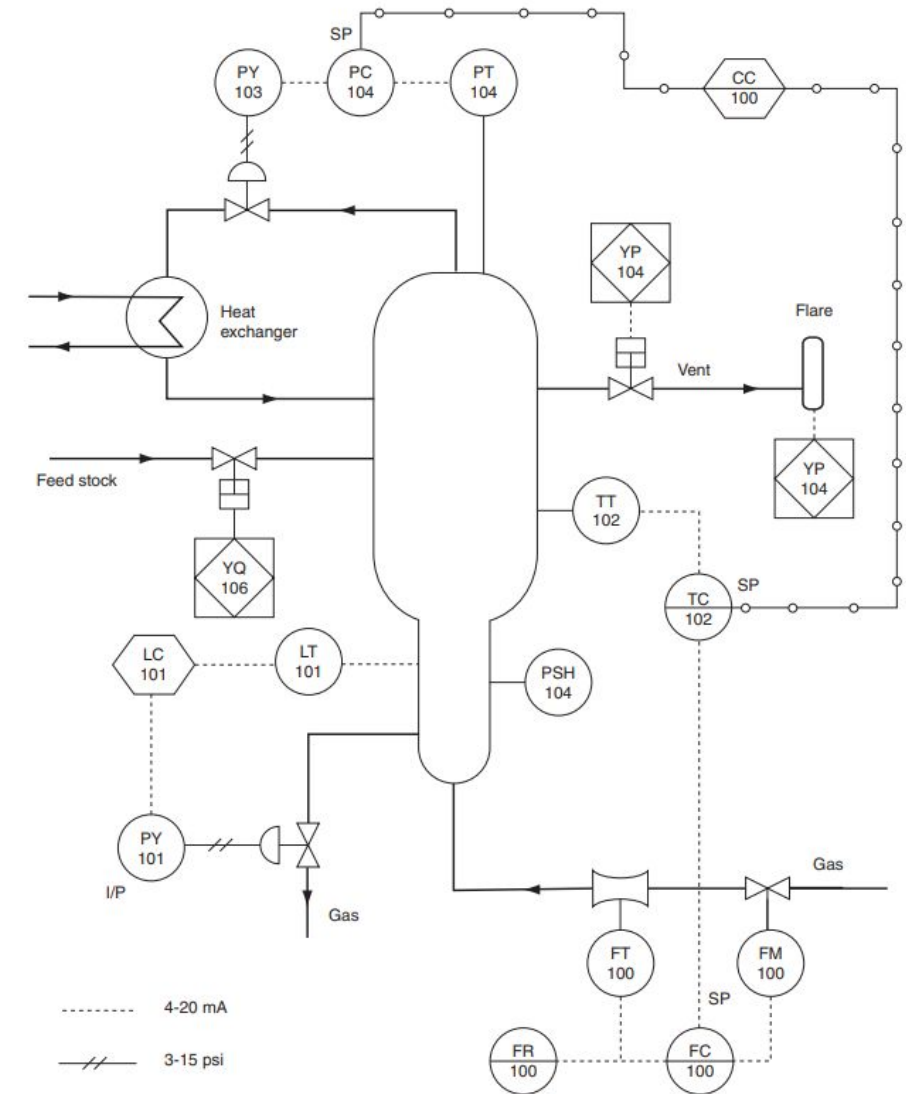 SP
PY
103
PC
104
PT
104
CC
100
YP
104
Flare
Heat
exchanger
Vent
Feed stock
YP
104
TT
102
YQ
106
SP
TC
102
LC
101
LT
101
PSH
104
PY
101
I/P
Gas
Gas
FT
100
FM
100
SP
4-20 mA
FR
100
FC
100
3-15 psi